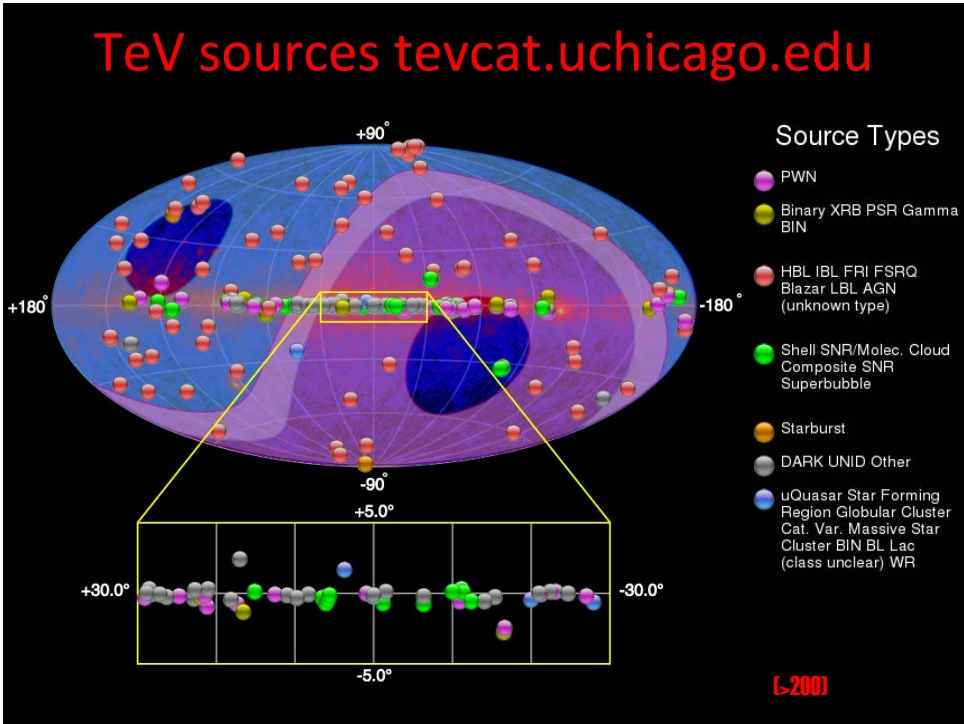 TeV sources tevcat.uchicago.edu
+90°
+180°
-180°
-90°
+5.0°
+30.0°
-30.0°
-5.0°
Source Types
PWN
Binary XRB PSR Gamma
BIN
HBL IBL FRI FSRQ
Blazar LBL AGN
(unknown type)
Shell SNR/Molec. Cloud
Composite SNR
Superbubble
Starburst
DARK UNID Other
uQuasar Star Forming
Region Globular Cluster
Cat. Var. Massive Star
Cluster BIN BL Lac
(class unclear) WR
(>200)